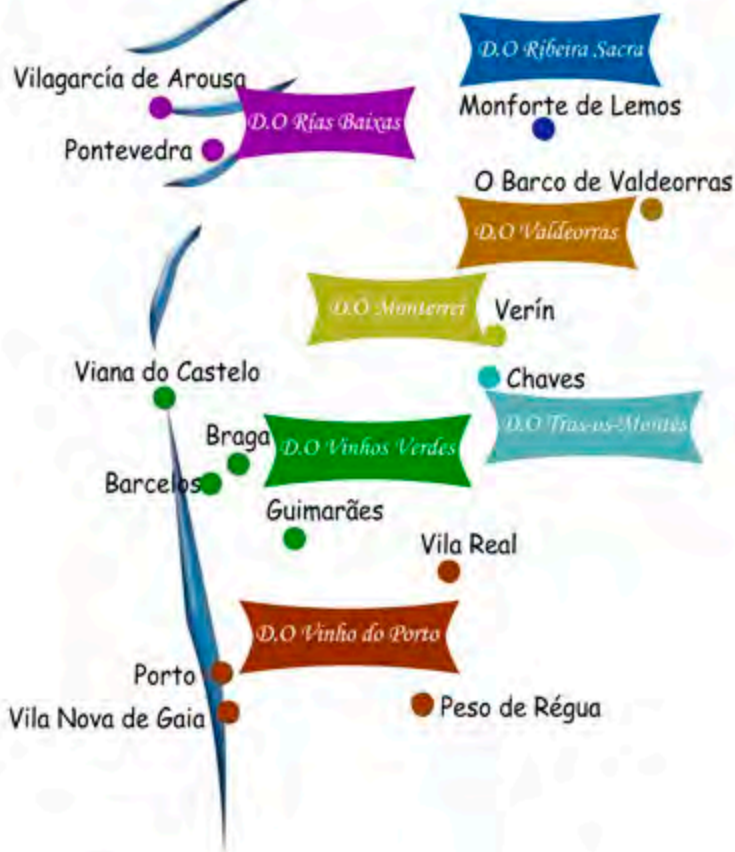 D.O Ribeira Sacra
Vilagarcía de Arousa
Monforte de Lemos
D.O Rías Baixas
Pontevedra
O Barco de Valdeorras
D.O Valdeorras
D.O Monterrei
Verín
Viana do Castelo
Chaves
D.O Tras-os-Montes
Braga
D.O Vinhos Verdes
Barcelos
Guimarães
Vila Real
D.O Vinho do Porto
Porto
Vila Nova de Gaia
Peso de Régua